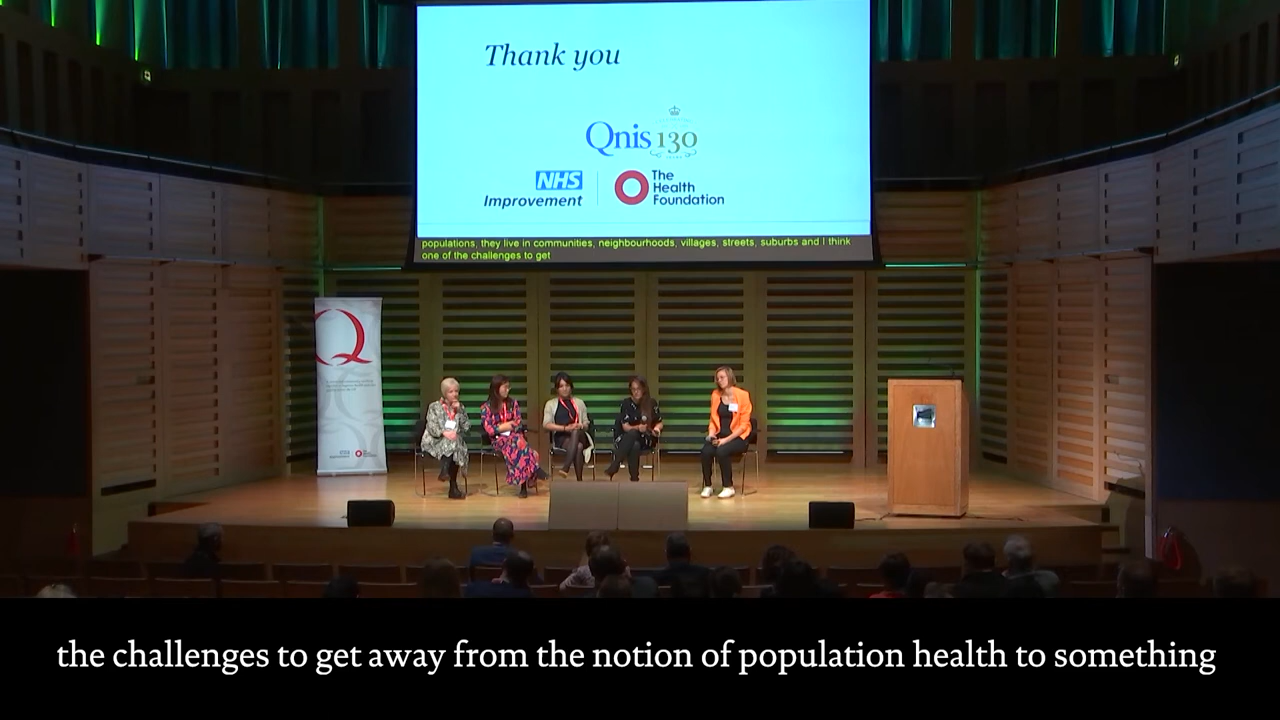 Thank you
Qnis 130
NHS
Improvement
The
Health
Foundation
populations, they live in communities, neighbourhoods, villages, streets, suburbs and I think
one of the challenges to get
Q
the challenges to get away from the notion of population health to something